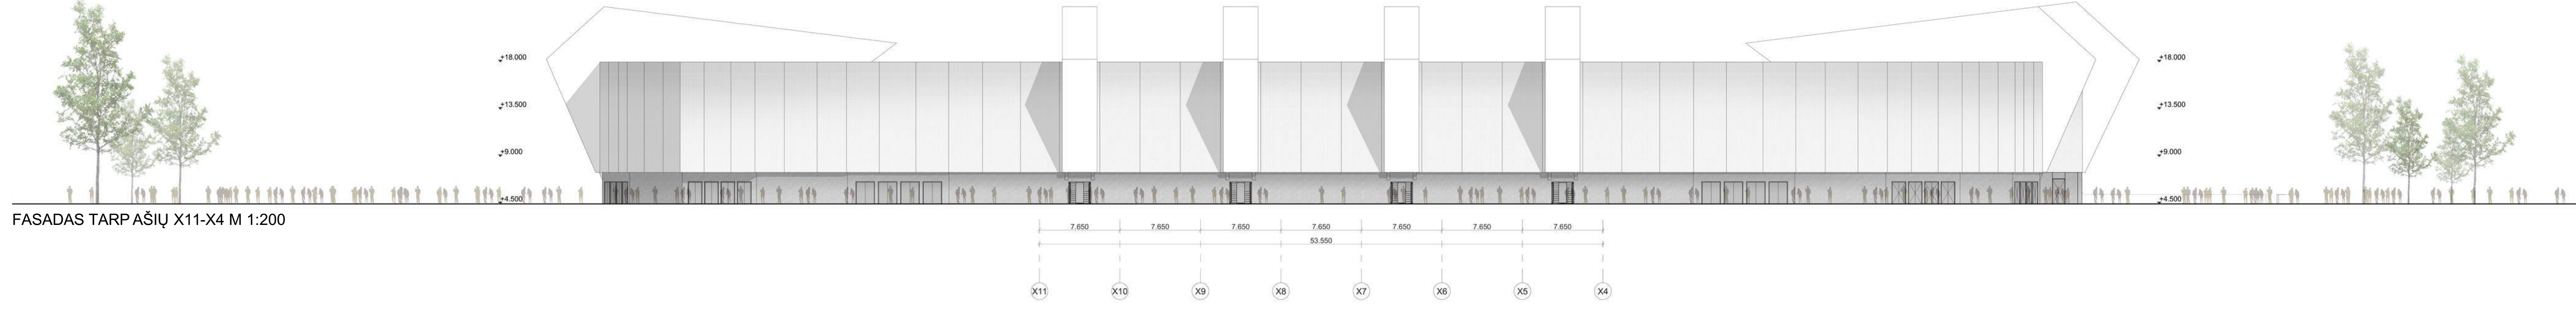 +18.000 +18.000
+13.500 +13.500
+9.000 +9.000
+4.500 +4.500
FASADAS TARP AŠIŲ X11-X4 M 1:200
7.650 7.650 7.650 7.650 7.650 7.650 7.650
53.550
X11 X10 X9 X8 X7 X6 X5 X4